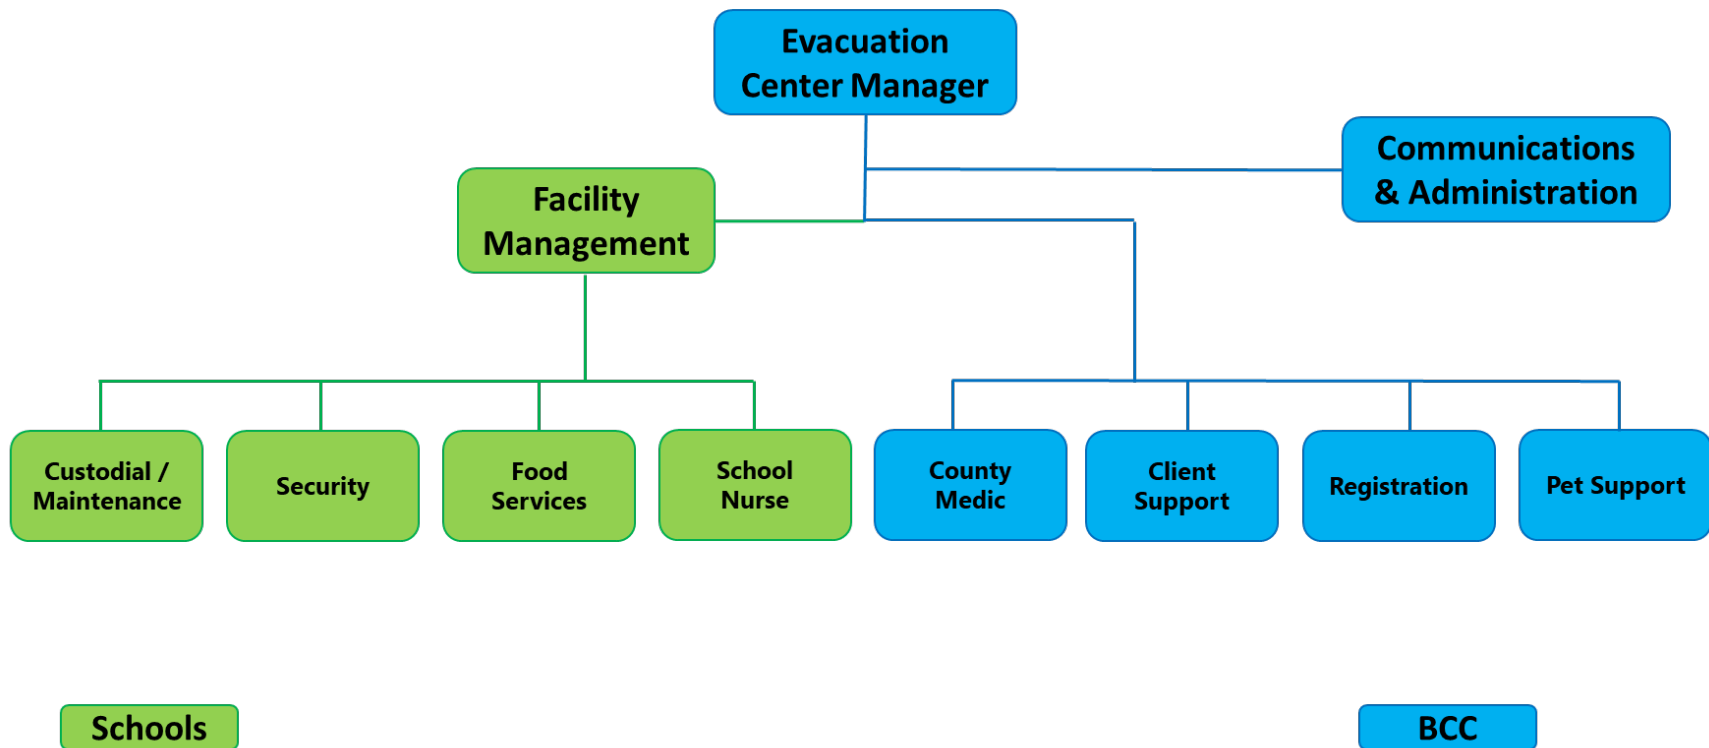 Evacuation
Center Manager
Communications
& Administration
Facility
Management
Custodial /
Maintenance
Security
Food
Services
School
Nurse
County
Medic
Client
Support
Registration
Pet Support
Schools
BCC